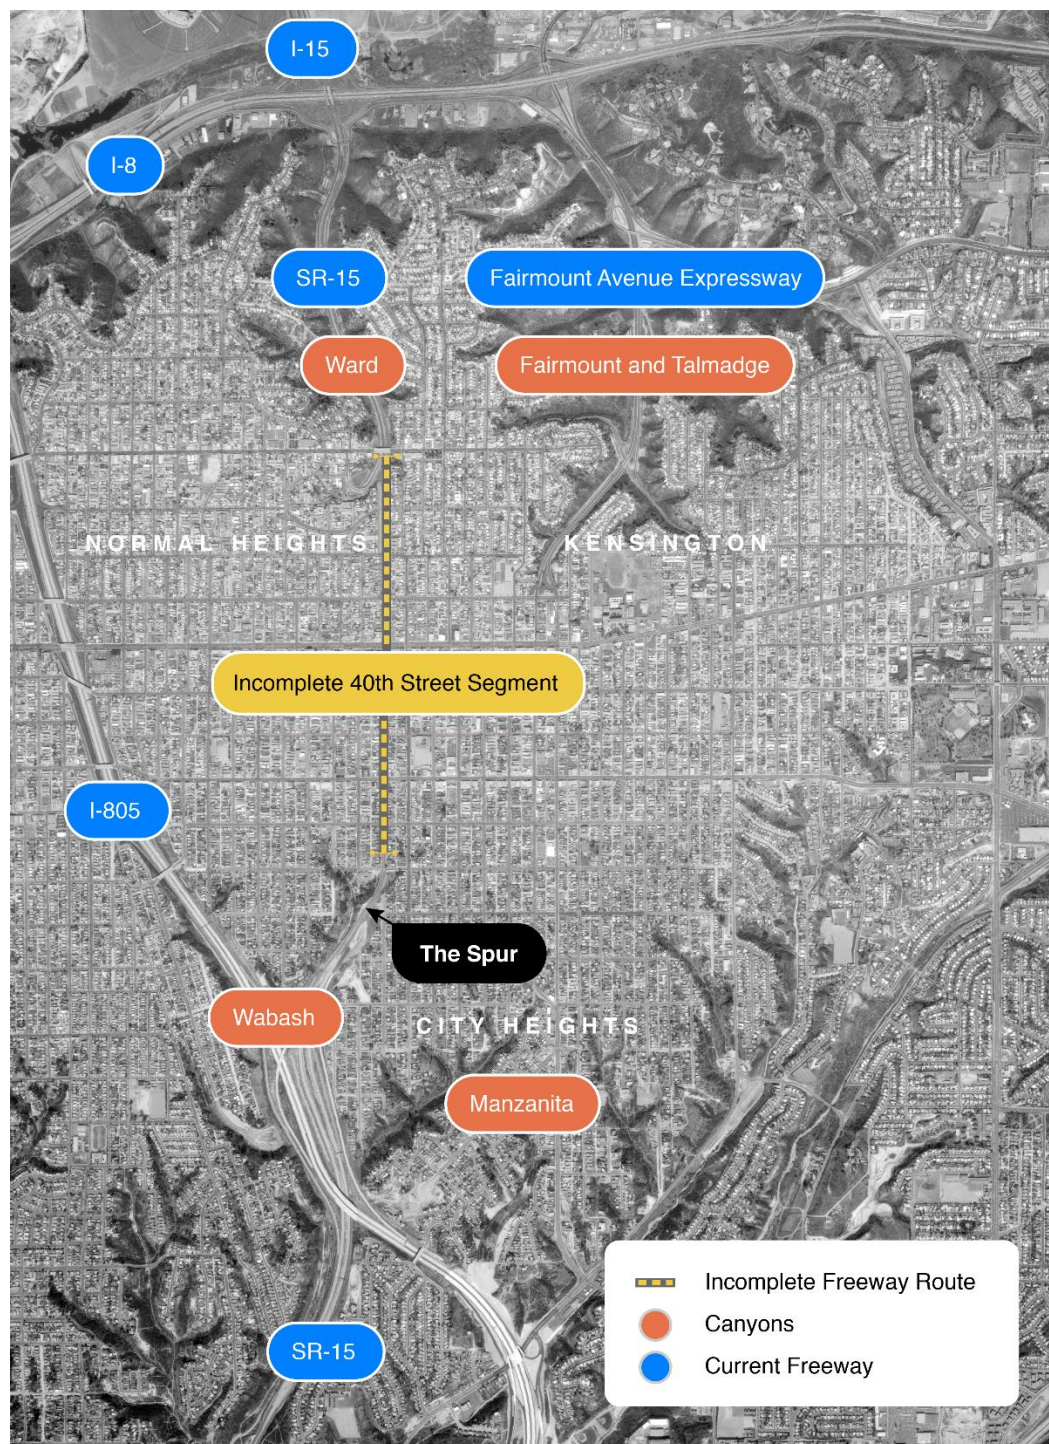 I-15
I-8
SR-15
Fairmount Avenue Expressway
Ward
Fairmount and Talmadge
NORMAL HEIGHTS
KENSINGTON
Incomplete 40th Street Segment
I-805
The Spur
Wabash
CITY HEIGHTS
Manzanita
SR-15
Incomplete Freeway Route
Canyons
Current Freeway